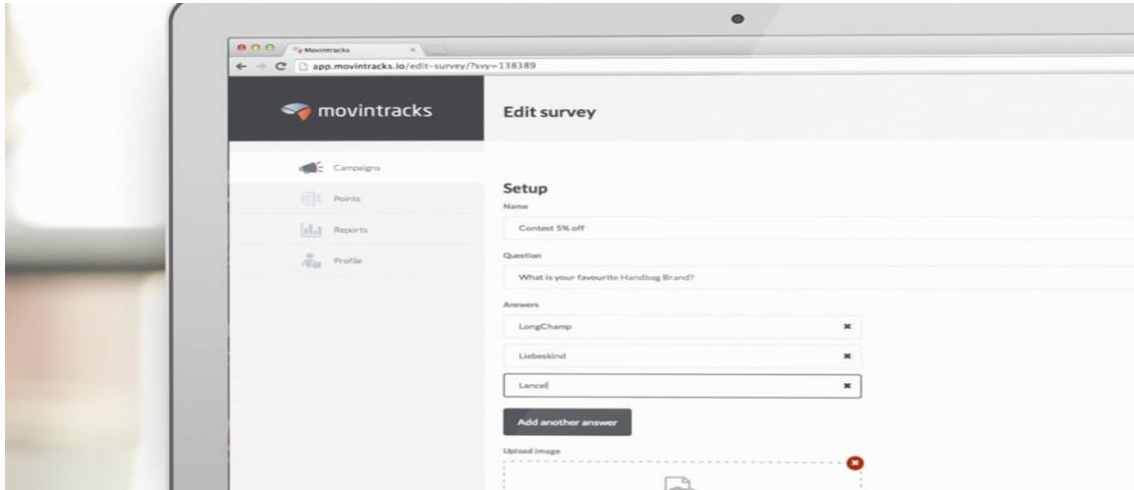 Movintracks
app.movintracks.io/edit-survey/?svy=138389
movintracks
Edit survey
Campaigns
Points
Reports
Profile
Setup
Name
Contest 5% off
Question
What is your favourite Handbag Brand?
Answers
LongChamp
Liebeskind
Lancel
Add another answer
Upload image